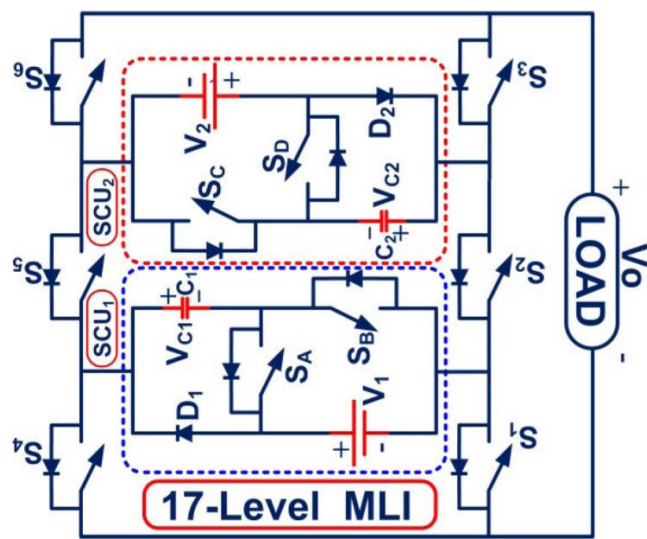 S6
S3
- +
V2
D2
SD
SC
VC2
- +
C2
SCU2
S5
S2
+
Vo
LOAD
-
SCU1
+ -
C1
VC1
SB
SA
D1
V1
+ -
S4
S1
17-Level MLI